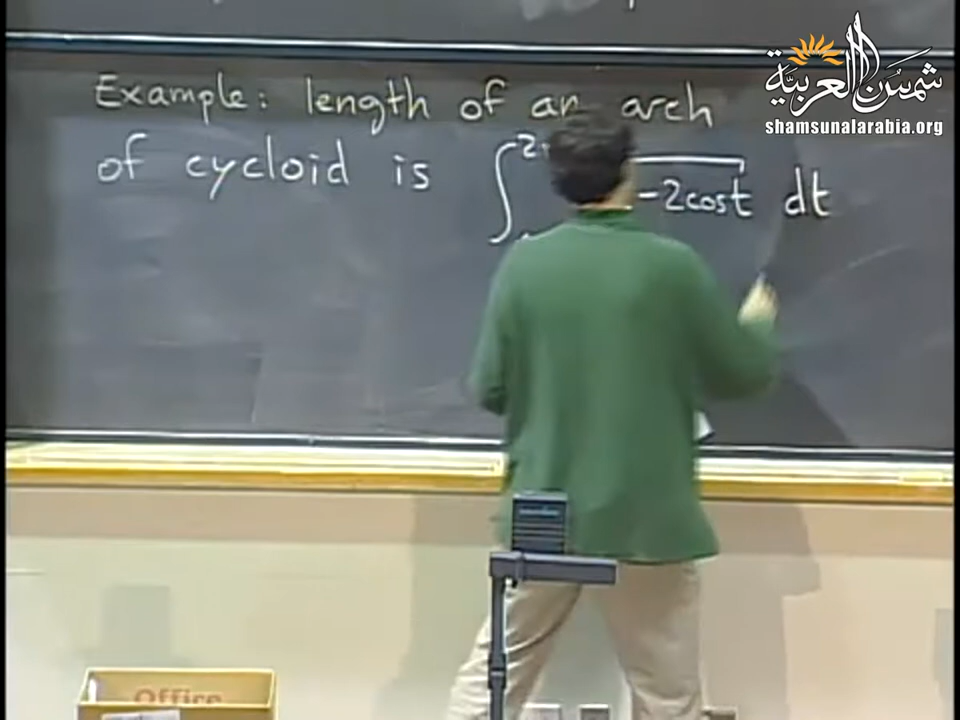 شمس العربية
shamsunalarabia.org
Example: length of an arch
of cycloid is ∫ -2cost dt
Office